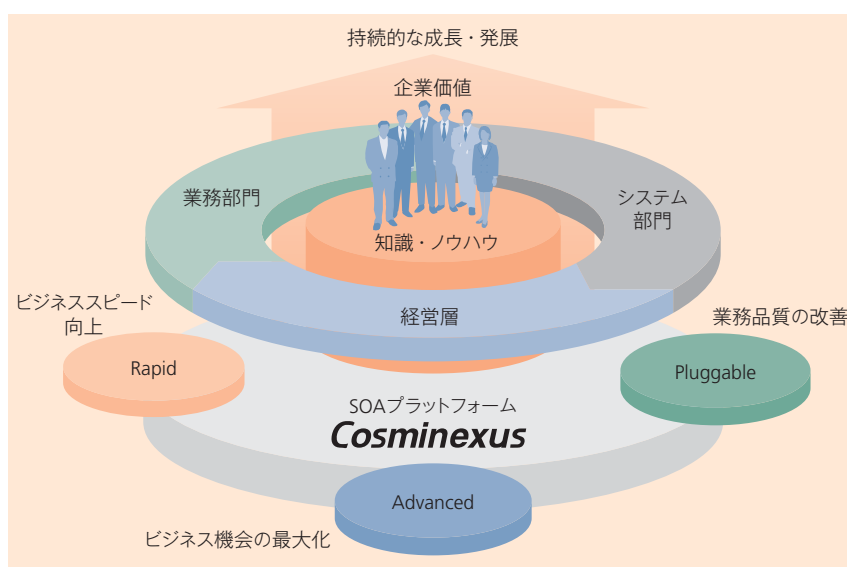 持続的な成長・発展
企業価値
業務部門
システム
部門
知識・ノウハウ
経営層
ビジネススピード
向上
業務品質の改善
Rapid
Pluggable
SOAプラットフォーム
Cosminexus
Advanced
ビジネス機会の最大化